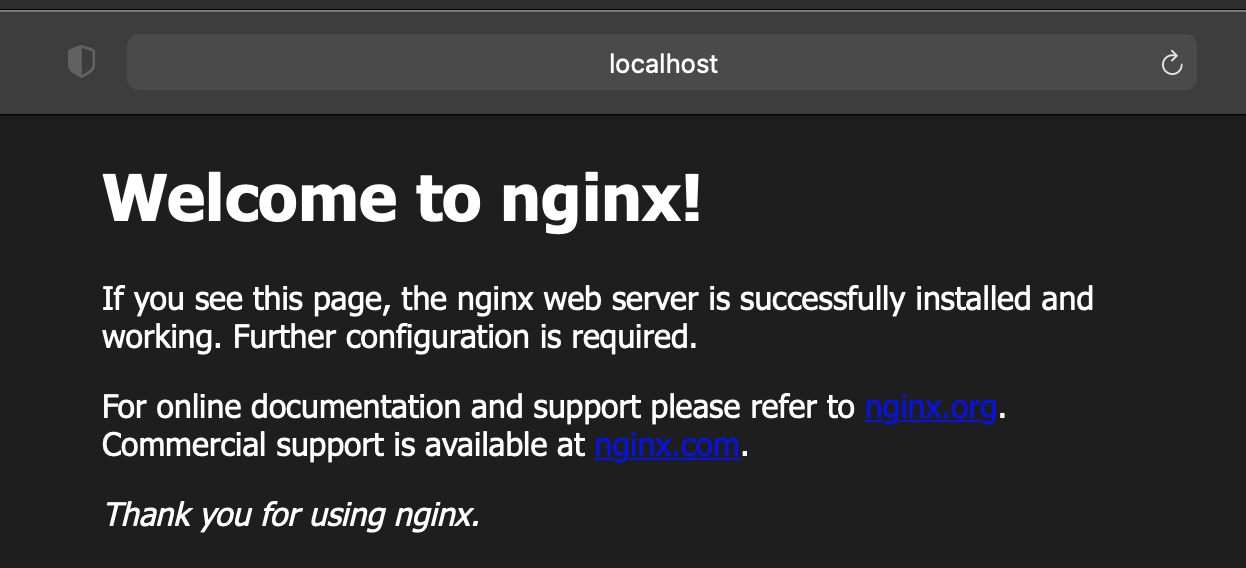 localhost
Welcome to nginx!
If you see this page, the nginx web server is successfully installed and
working. Further configuration is required.
For online documentation and support please refer to nginx.org.
Commercial support is available at nginx.com.
Thank you for using nginx.